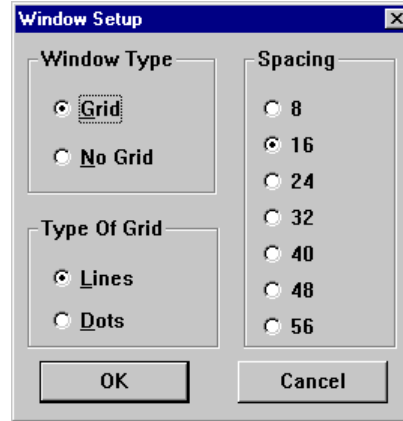 Window Setup
Window Type
Grid
No Grid
Type Of Grid
Lines
Dots
Spacing
8
16
24
32
40
48
56
OK
Cancel